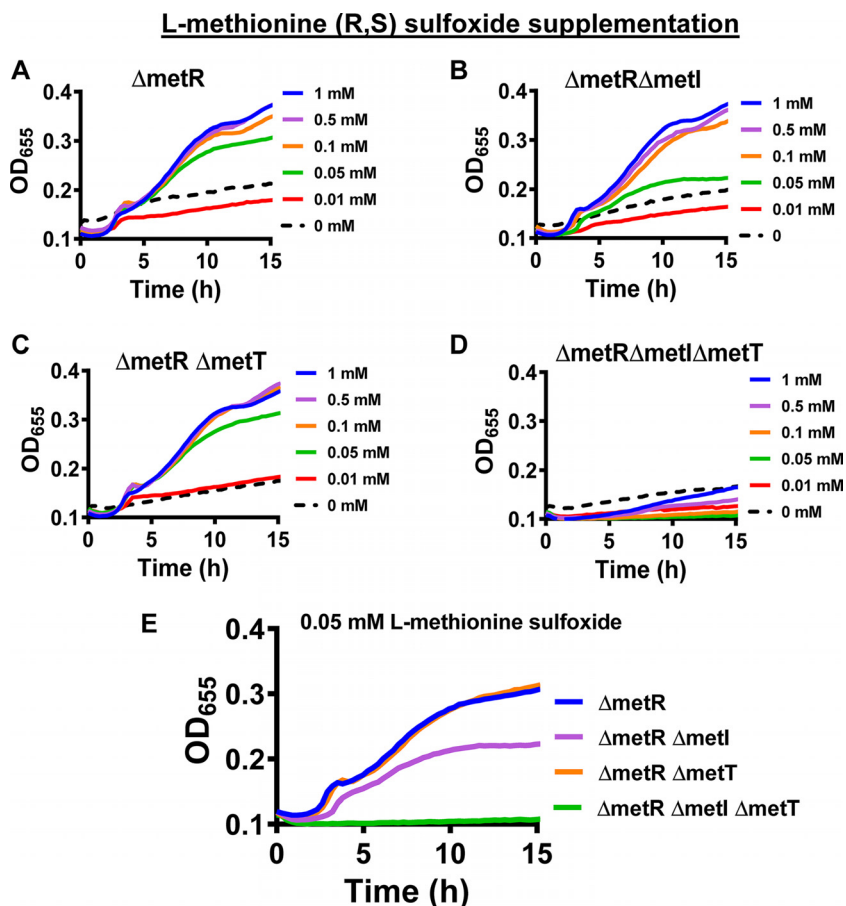 L-methionine (R,S) sulfoxide supplementation
A
ΔmetR
OD655
0.4
0.3
0.2
0.1
0 5 10 15
Time (h)
1 mM
0.5 mM
0.1 mM
0.05 mM
0.01 mM
0 mM
B
ΔmetRΔmetI
OD655
0.4
0.3
0.2
0.1
0 5 10 15
Time (h)
1 mM
0.5 mM
0.1 mM
0.05 mM
0.01 mM
0
C
ΔmetR ΔmetT
OD655
0.4
0.3
0.2
0.1
0 5 10 15
Time (h)
1 mM
0.5 mM
0.1 mM
0.05 mM
0.01 mM
0 mM
D
ΔmetRΔmetIΔmetT
OD655
0.4
0.3
0.2
0.1
0 5 10 15
Time (h)
1 mM
0.5 mM
0.1 mM
0.05 mM
0.01 mM
0 mM
E
0.05 mM L-methionine sulfoxide
OD655
0.4
0.3
0.2
0.1
0 5 10 15
Time (h)
ΔmetR
ΔmetR ΔmetI
ΔmetR ΔmetT
ΔmetR ΔmetI ΔmetT